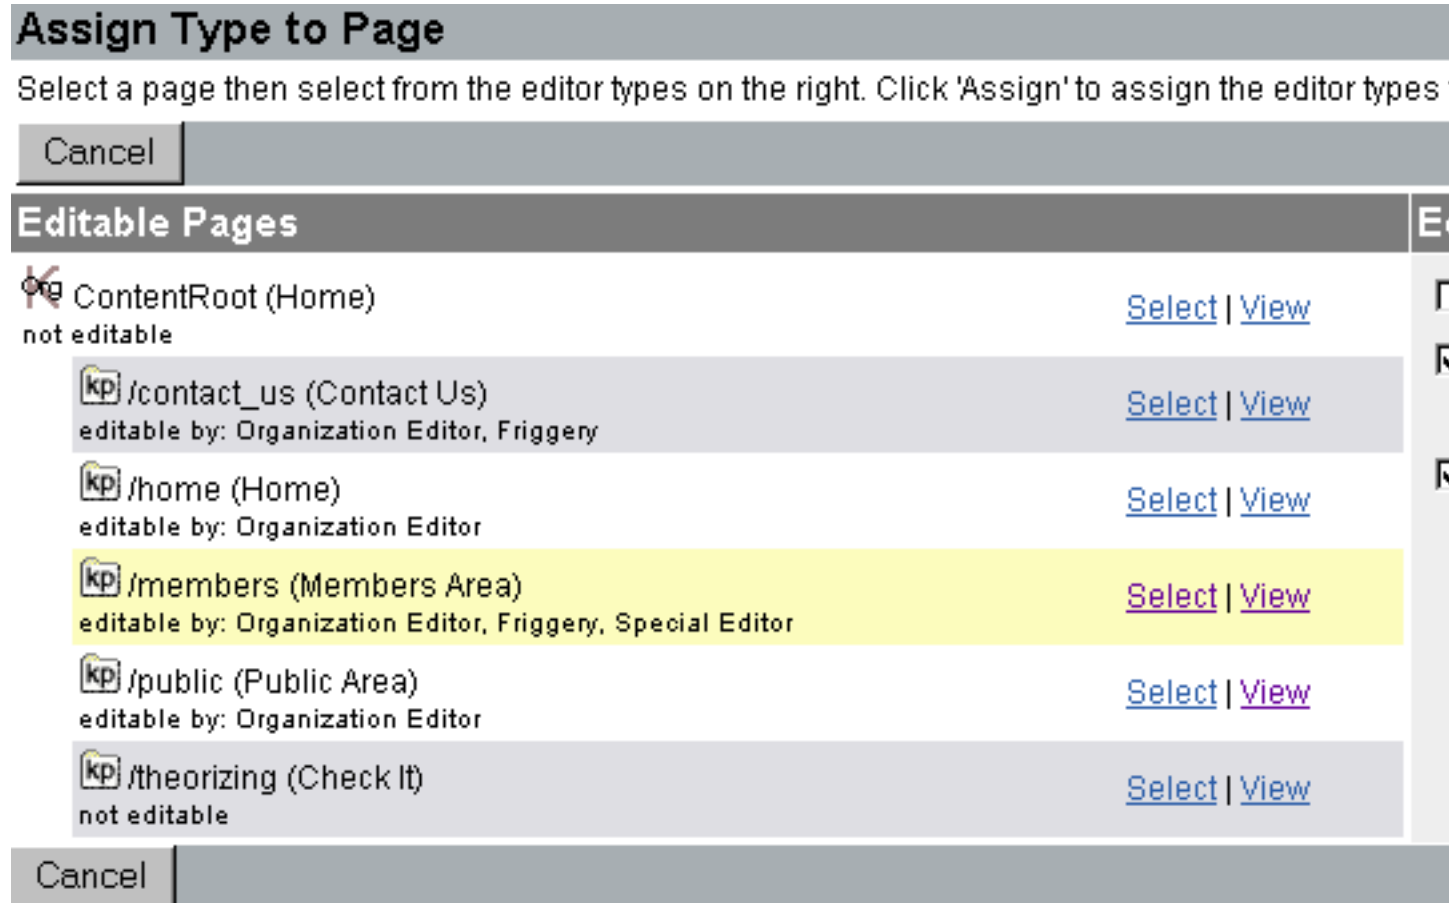 Assign Type to Page
Select a page then select from the editor types on the right. Click 'Assign' to assign the editor types
Cancel
Editable Pages
org ContentRoot (Home)
not editable
Select | View
kp /contact_us (Contact Us)
editable by: Organization Editor, Friggery
Select | View
kp /home (Home)
editable by: Organization Editor
Select | View
kp /members (Members Area)
editable by: Organization Editor, Friggery, Special Editor
Select | View
kp /public (Public Area)
editable by: Organization Editor
Select | View
kp /theorizing (Check It)
not editable
Select | View
Cancel